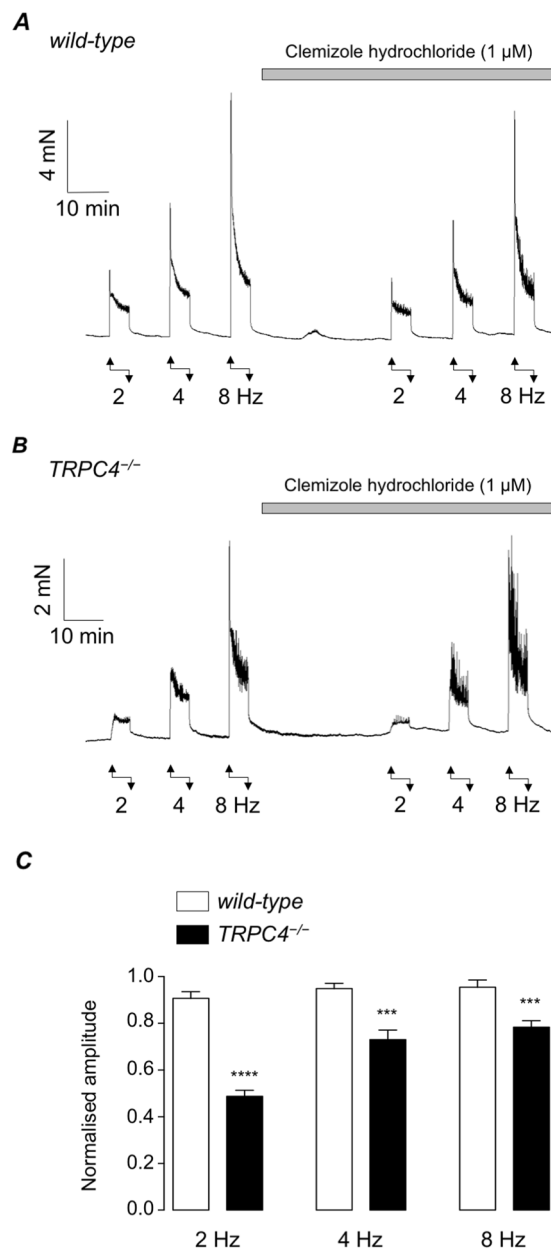 A
wild-type
Clemizole hydrochloride (1 µM)
4 mN
10 min
2 4 8 Hz 2 4 8 Hz
B
TRPC4⁻/⁻
Clemizole hydrochloride (1 µM)
2 mN
10 min
2 4 8 Hz 2 4 8 Hz
C
wild-type
TRPC4⁻/⁻
Normalised amplitude
1.0
0.8
0.6
0.4
0.2
0.0
****
***
***
2 Hz 4 Hz 8 Hz